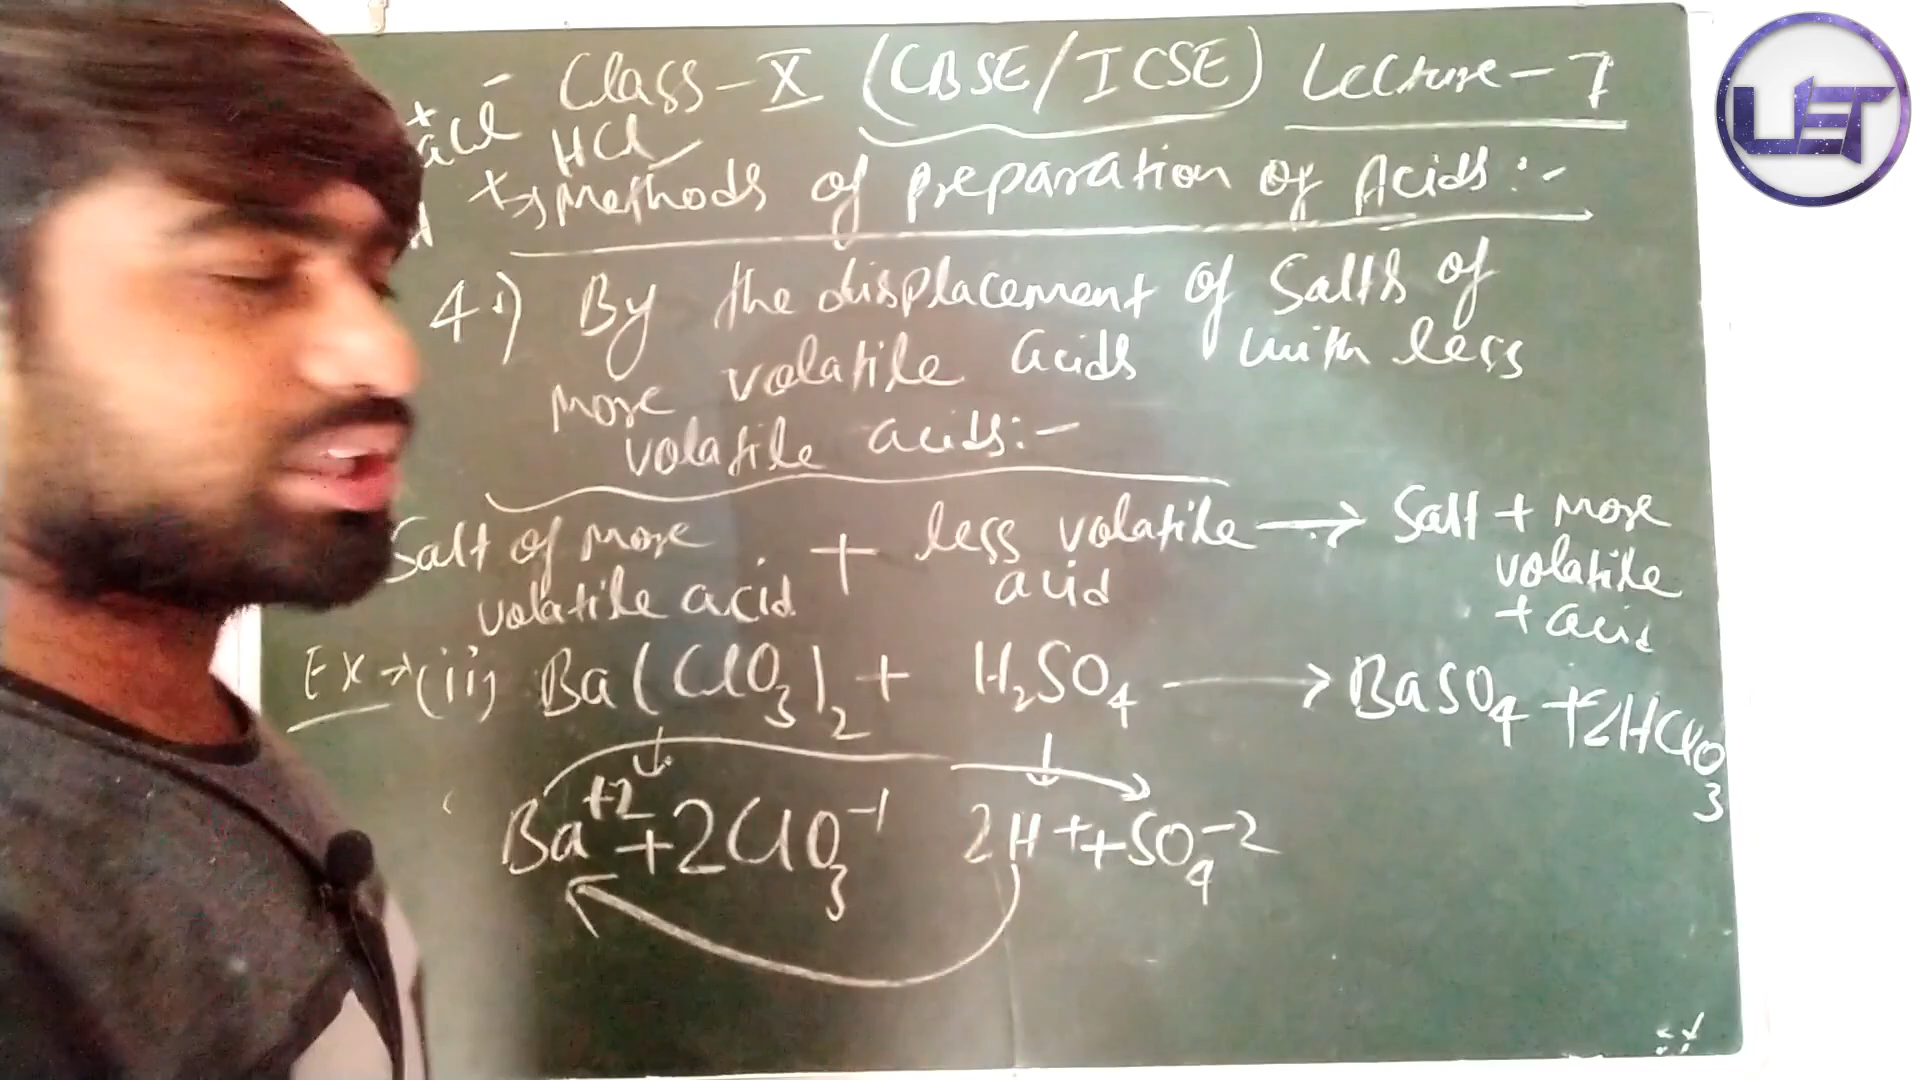 Class-X (CBSE/ICSE) Lecture-7
HCl
Methods of preparation of Acids:-
4.) By the displacement of Salts of
more volatile acids with less
volatile acids:-
Salt of more volatile acid + less volatile acid → Salt + more volatile + acid
Ex→(ii) Ba(ClO₃)₂ + H₂SO₄ → BaSO₄ + 2HClO₃
Ba⁺² + 2ClO₃⁻¹ 2H⁺ + SO₄⁻²
UET